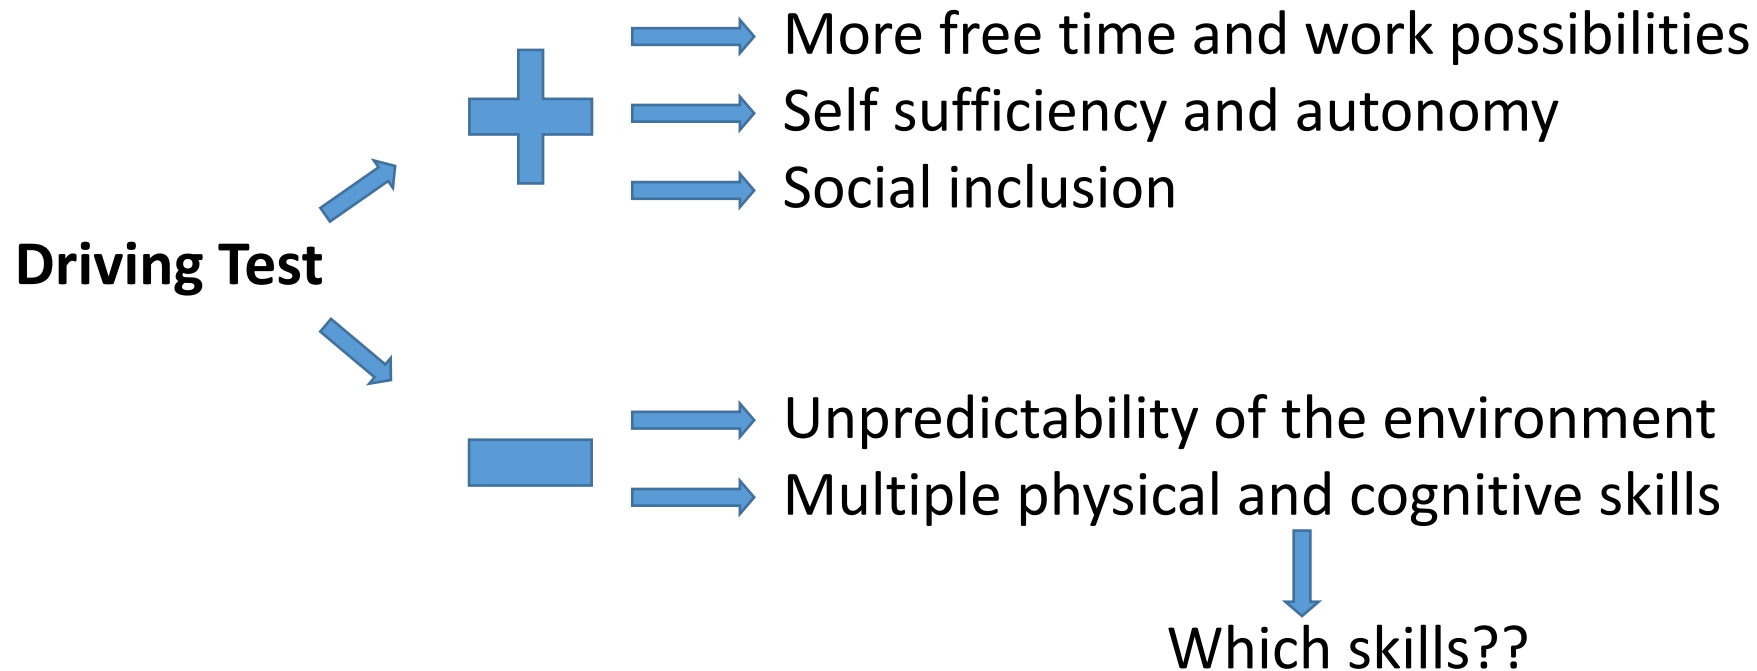 More free time and work possibilities
Self sufficiency and autonomy
Social inclusion
Driving Test
Unpredictability of the environment
Multiple physical and cognitive skills
Which skills??